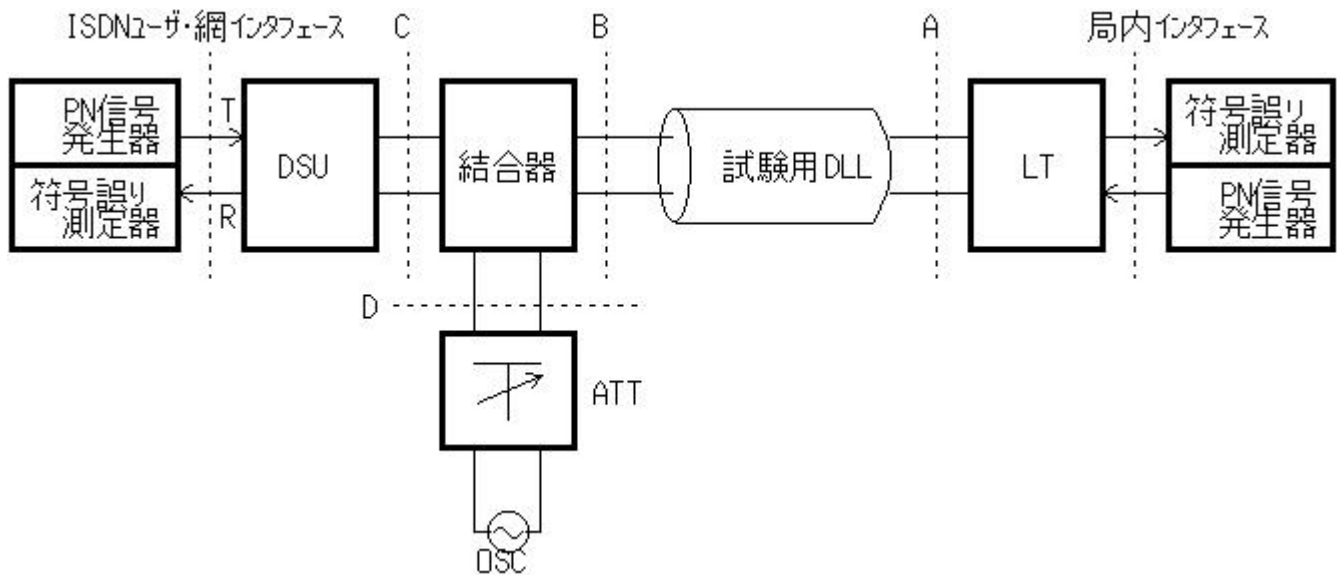 ISDNユーザ・網インタフェース
C
B
A
局内インタフェース
PN信号
発生器
T
符号誤り
測定器
R
DSU
結合器
試験用DLL
LT
符号誤り
測定器
PN信号
発生器
D
ATT
OSC